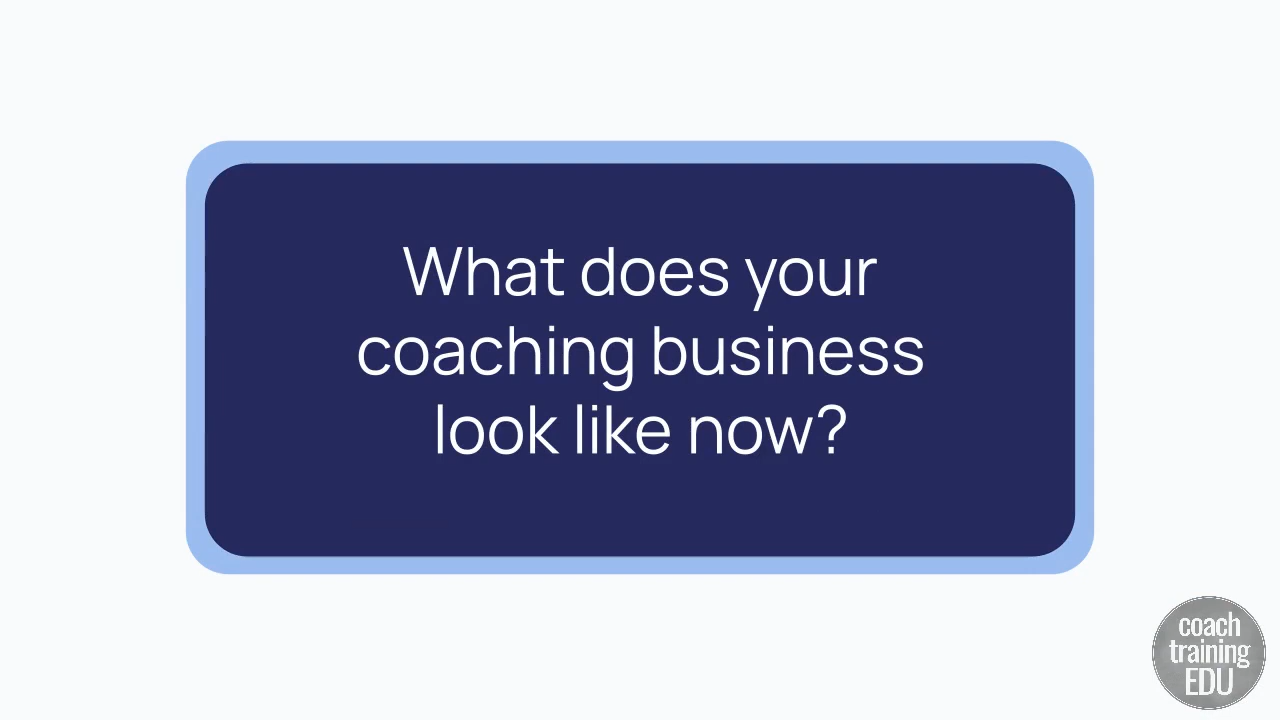 What does your
coaching business
look like now?
coach
training
EDU